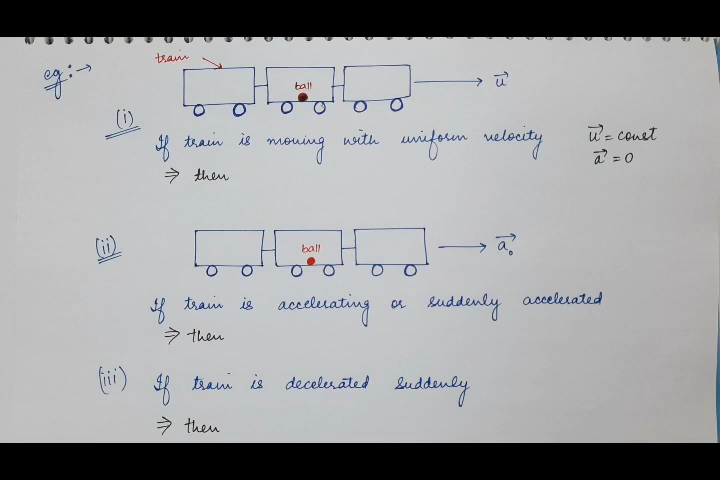 eg :→
train
ball
u
(i)
If train is moving with uniform velocity
u = const
a = 0
⇒ then
(ii)
ball
a₀
If train is accelerating or suddenly accelerated
⇒ then
(iii) If train is decelerated suddenly
⇒ then